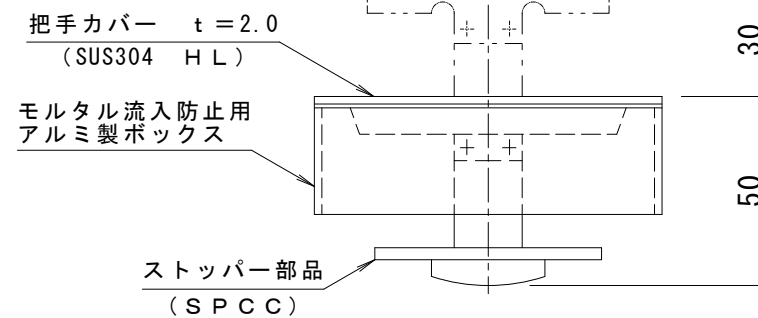 把手カバー　ｔ＝2.0
（SUS304　ＨＬ）
30
モルタル流入防止用
アルミ製ボックス
50
ストッパー部品
（ＳＰＣＣ）